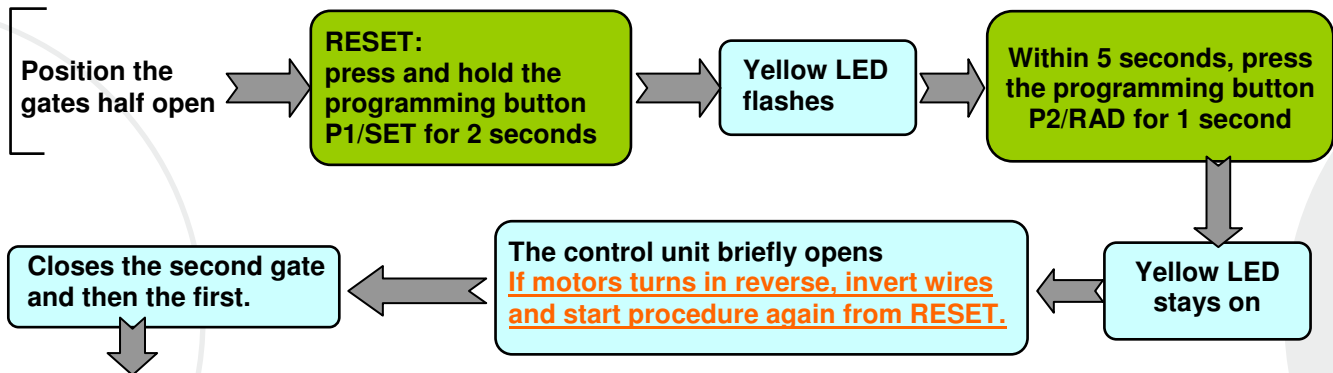 Position the
gates half open
RESET:
press and hold the
programming button
P1/SET for 2 seconds
Yellow LED
flashes
Within 5 seconds, press
the programming button
P2/RAD for 1 second
Yellow LED
stays on
The control unit briefly opens
If motors turns in reverse, invert wires
and start procedure again from RESET.
Closes the second gate
and then the first.